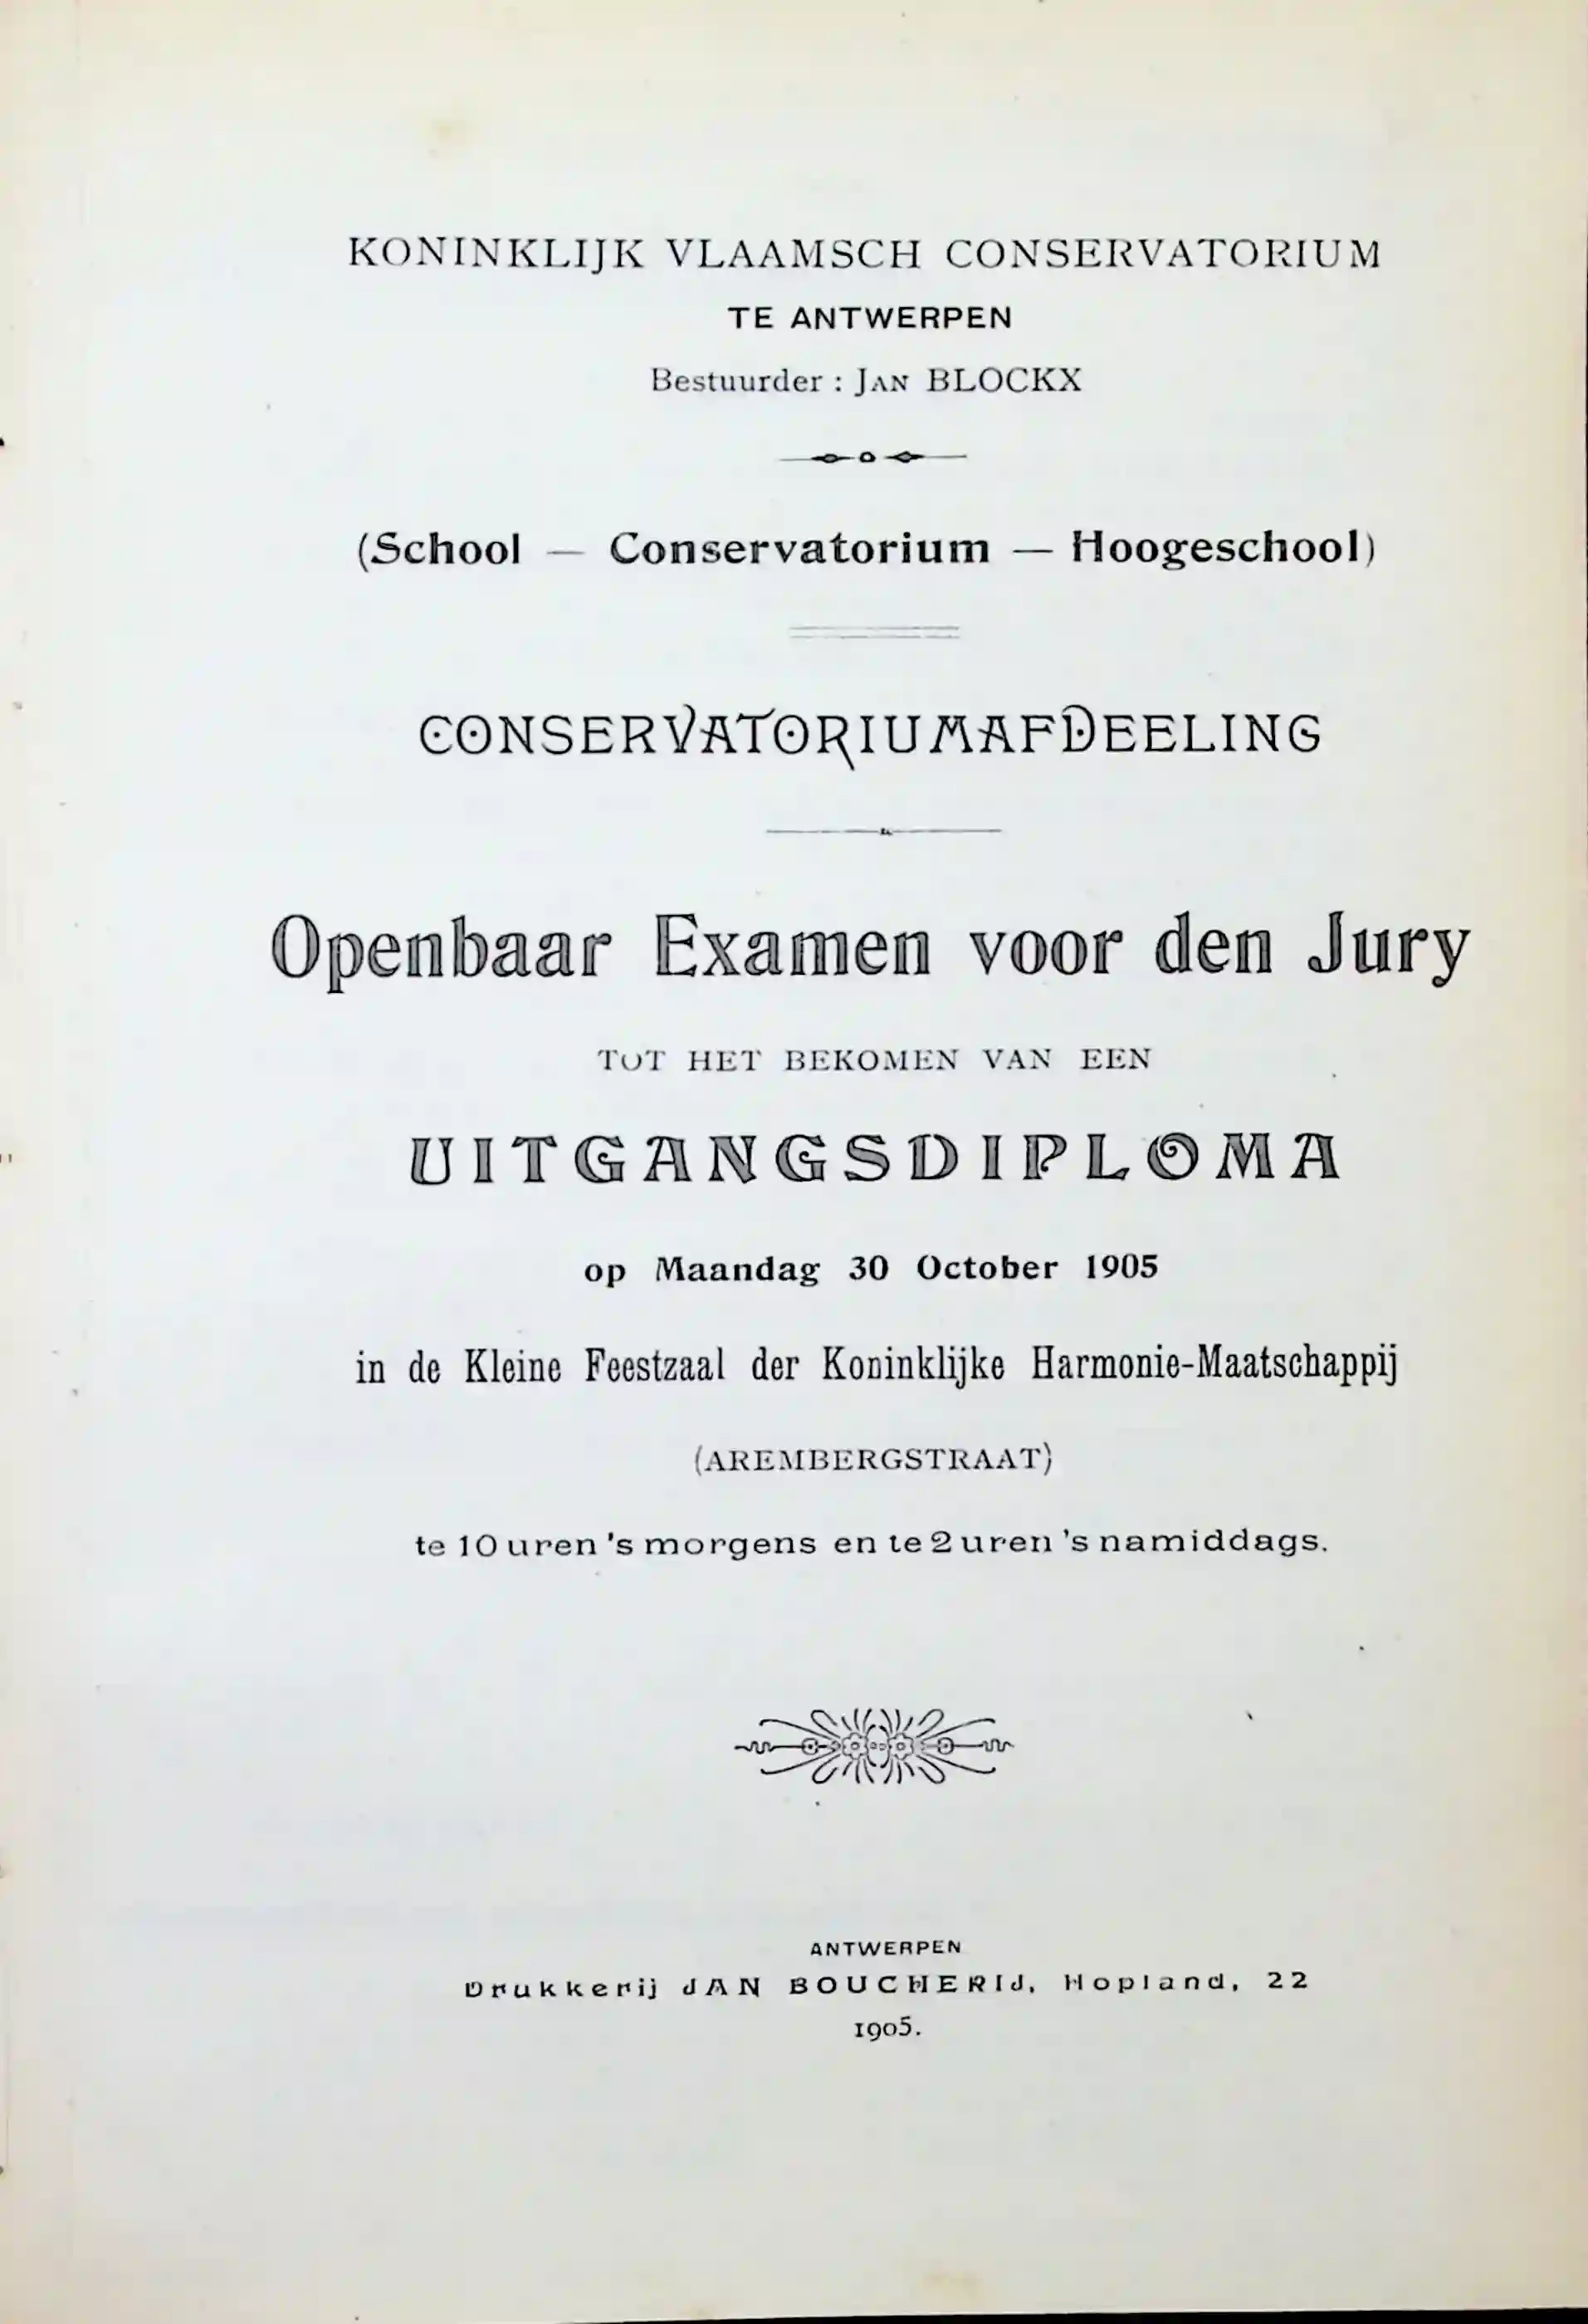 KONINKLIJK VLAAMSCH CONSERVATORIUM
TE ANTWERPEN
Bestuurder : JAN BLOCKX
(School — Conservatorium — Hoogeschool)
CONSERVATORIUMAFDEELING
Openbaar Examen voor den Jury
TOT HET BEKOMEN VAN EEN
UITGANGSDIPLOMA
op Maandag 30 October 1905
in de Kleine Feestzaal der Koninklijke Harmonie-Maatschappij
(AREMBERGSTRAAT)
te 10 uren 's morgens en te 2 uren 's namiddags.
ANTWERPEN
Drukkerij JAN BOUCHERIJ, Hopland, 22
1905.